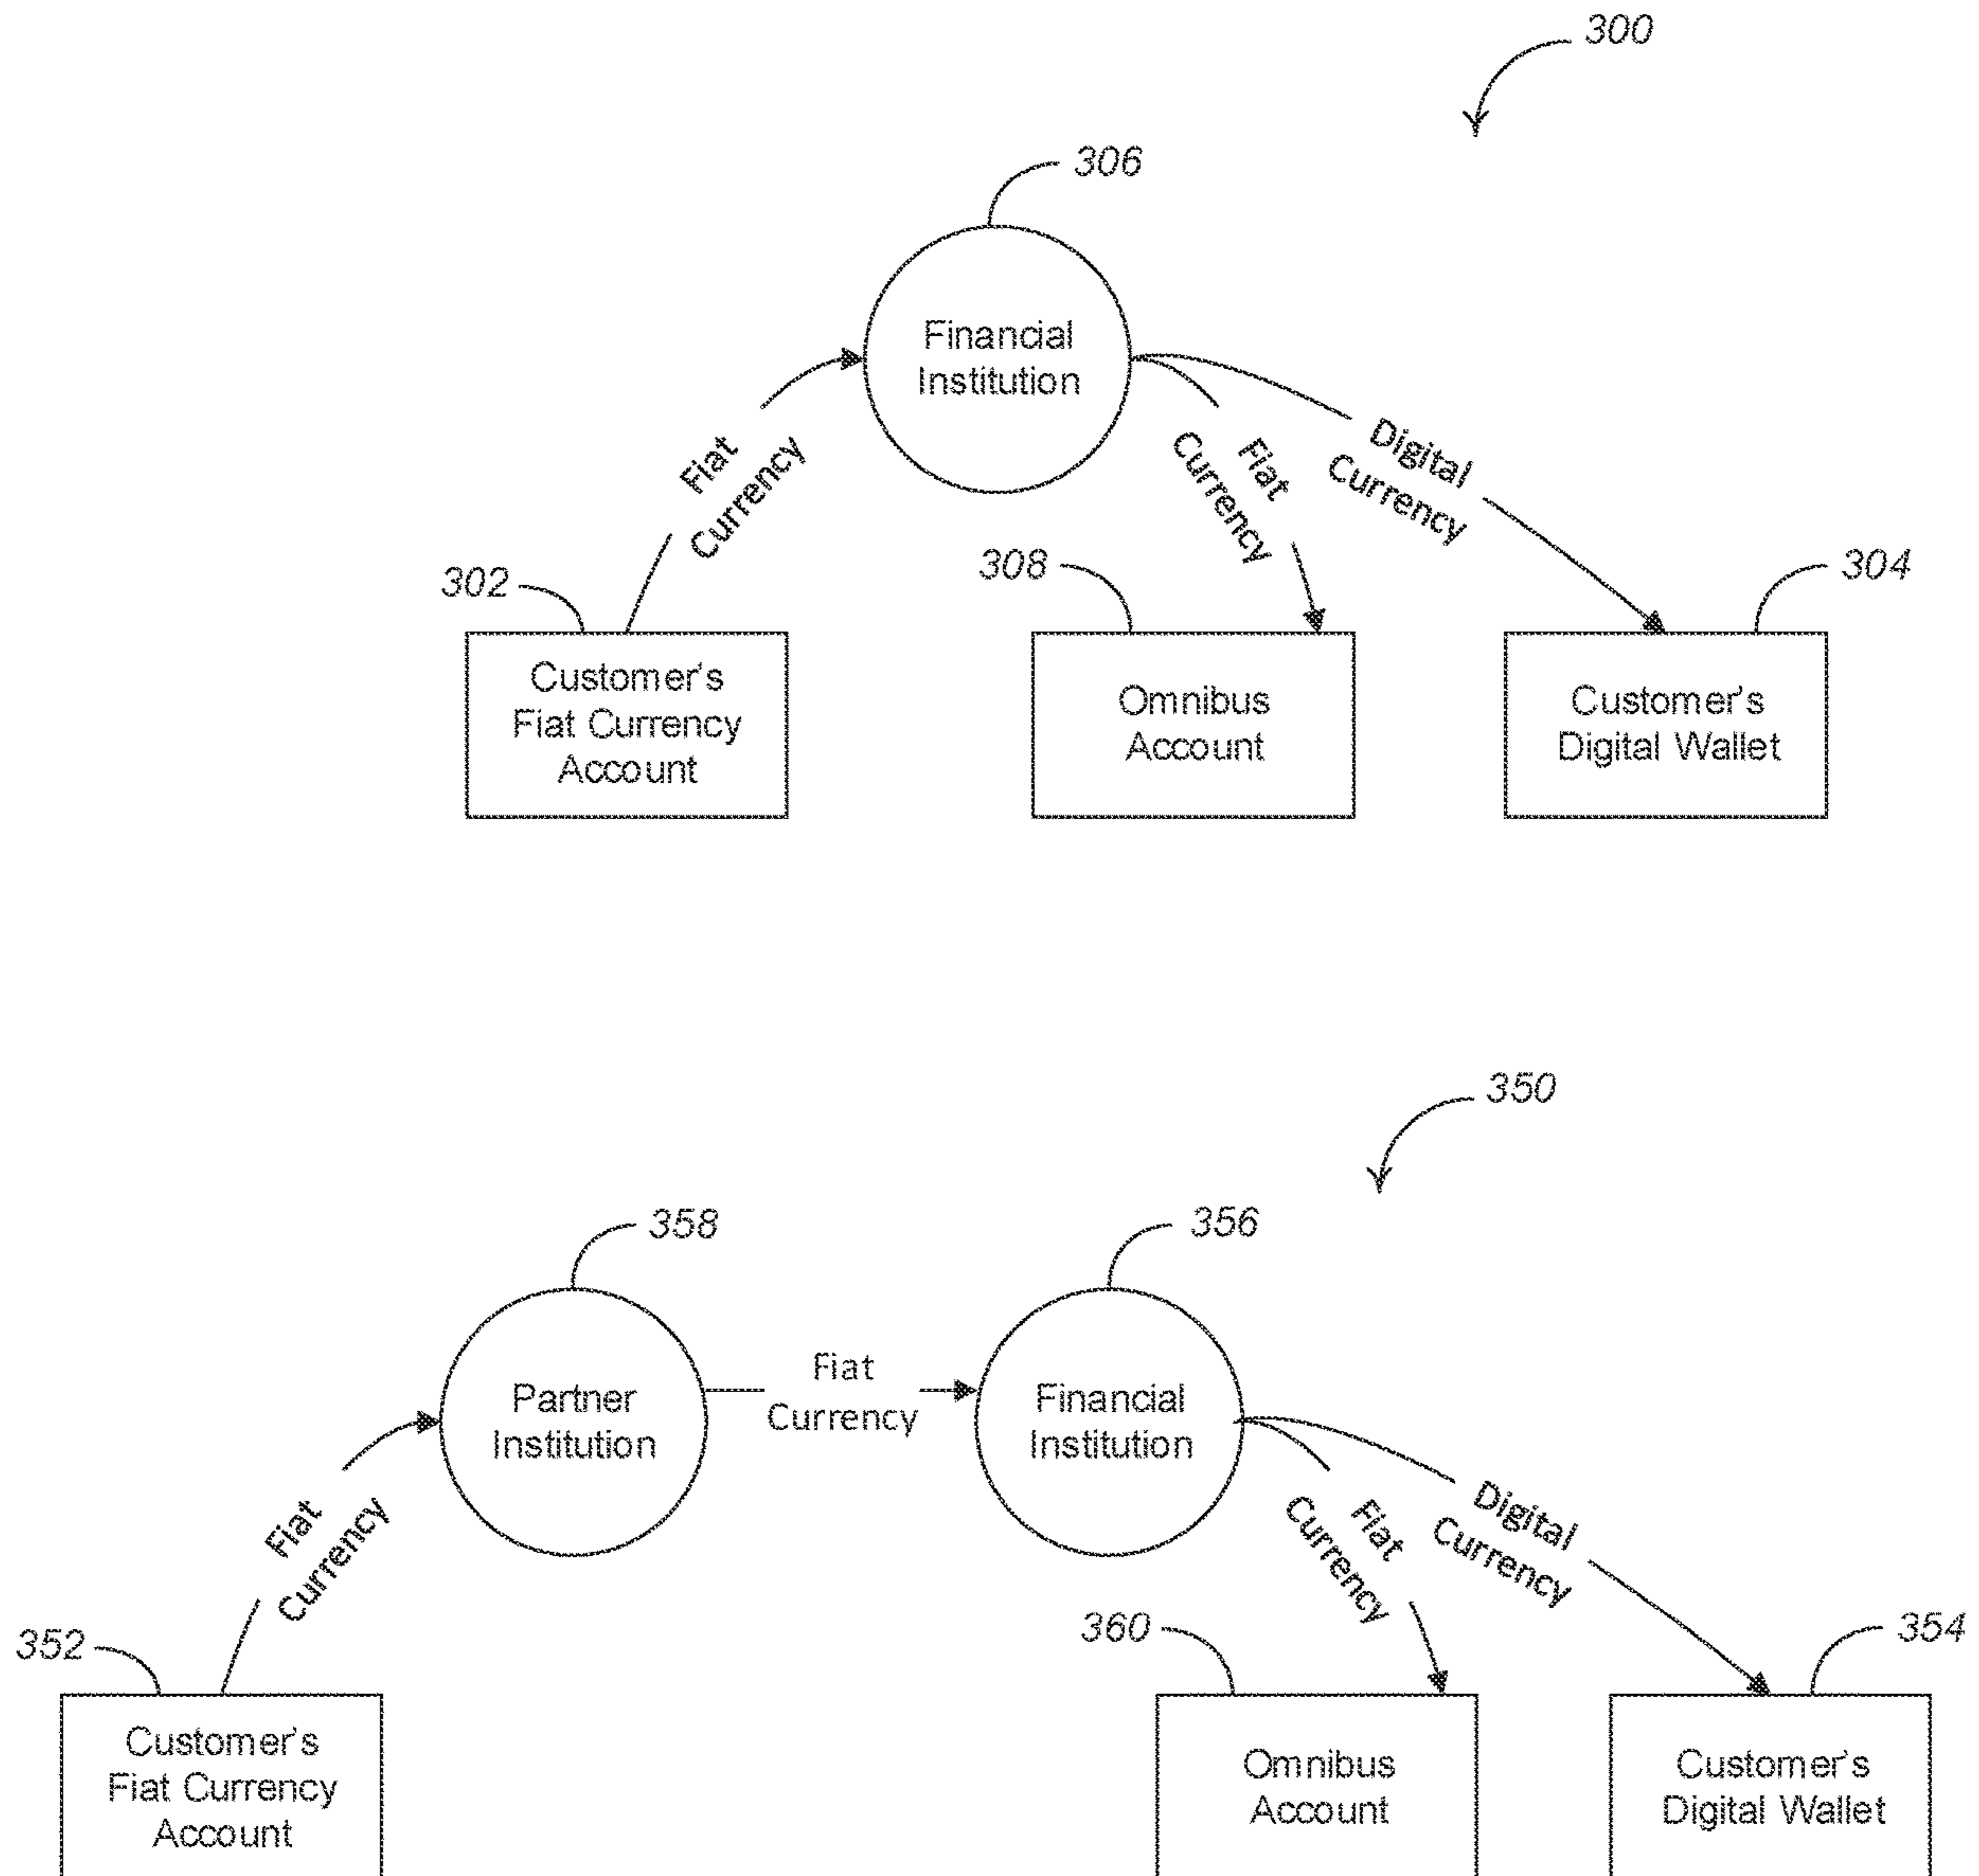 300
306
Financial
Institution
Fiat
Currency
Fiat
Currency
Digital
Currency
302
308
304
Customer's
Fiat Currency
Account
Omnibus
Account
Customer's
Digital Wallet
350
358
356
Partner
Institution
Fiat
Currency
Financial
Institution
Fiat
Currency
Fiat
Currency
Digital
Currency
352
360
354
Customer's
Fiat Currency
Account
Omnibus
Account
Customer's
Digital Wallet